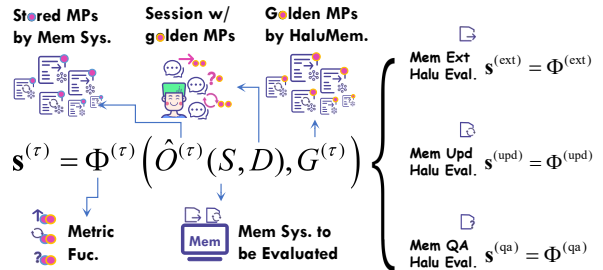 Stored MPs
by Mem Sys.
Session w/
golden MPs
Golden MPs
by HaluMem.
s^(τ) = Φ^(τ) ( Ô^(τ) (S, D), G^(τ) )
Metric
Fuc.
Mem
Mem Sys. to
be Evaluated
Mem Ext
Halu Eval.
s^(ext) = Φ^(ext)
Mem Upd
Halu Eval.
s^(upd) = Φ^(upd)
Mem QA
Halu Eval.
s^(qa) = Φ^(qa)